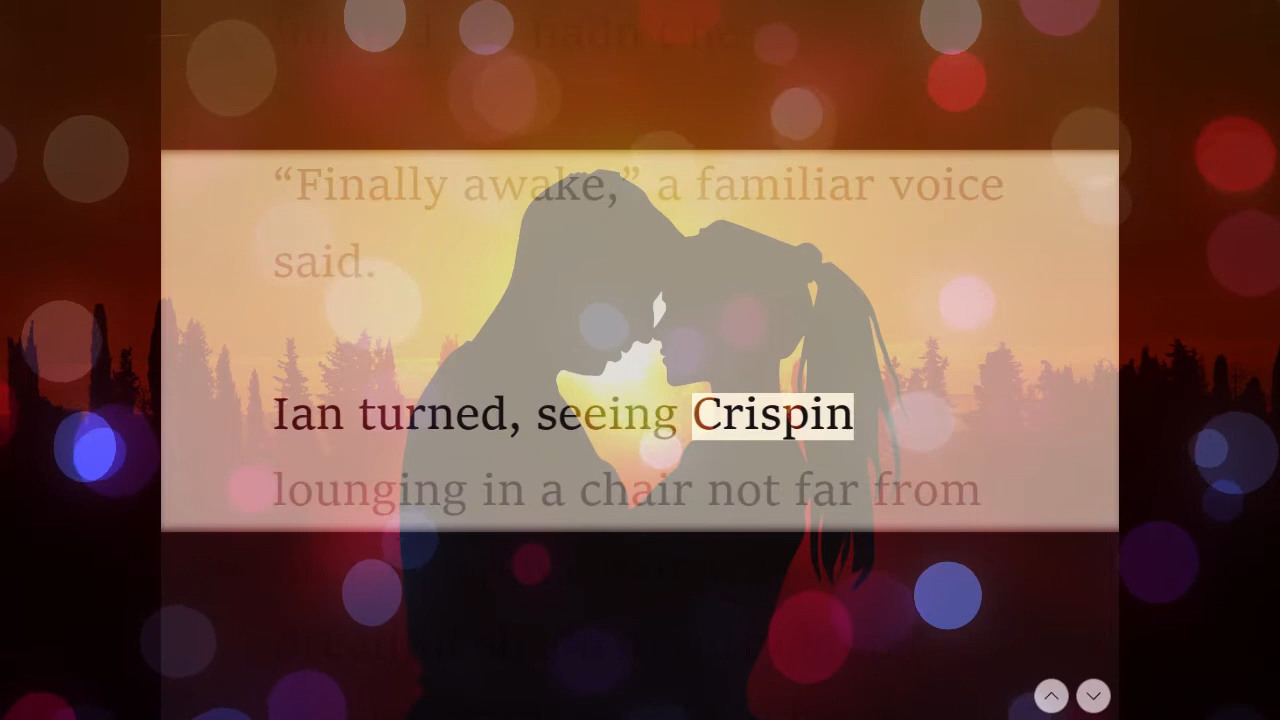 “Finally awake,” a familiar voice
said.
Ian turned, seeing Crispin
lounging in a chair not far from